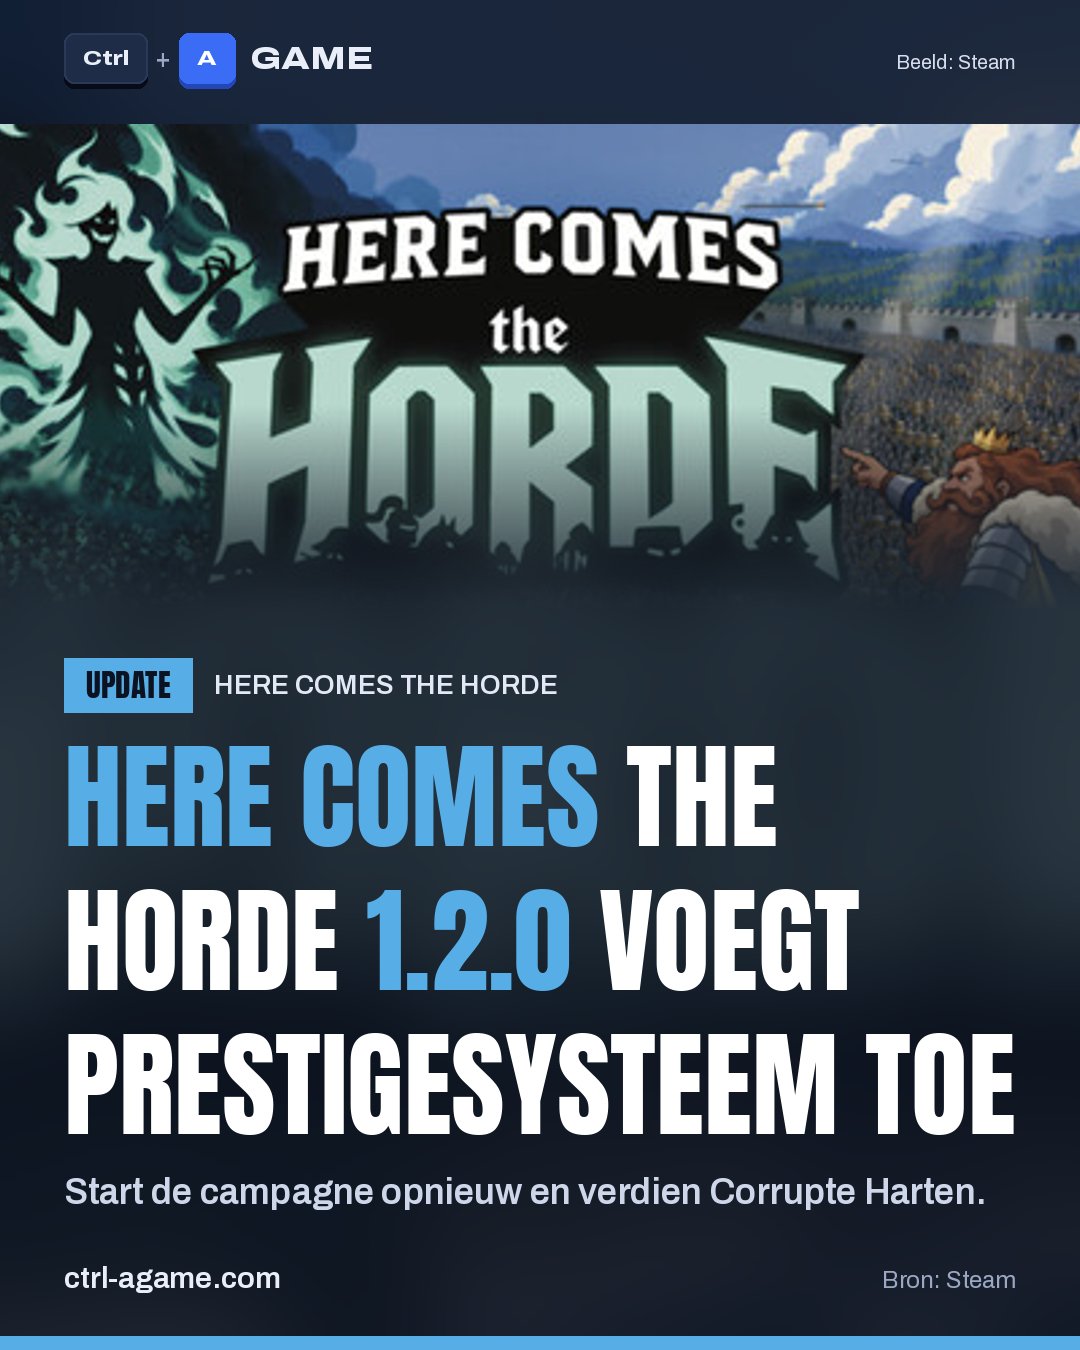 Ctrl + A GAME
Beeld: Steam
HERE COMES
the
HORDE
UPDATE HERE COMES THE HORDE
HERE COMES THE
HORDE 1.2.0 VOEGT
PRESTIGESYSTEEM TOE
Start de campagne opnieuw en verdien Corrupte Harten.
ctrl-agame.com
Bron: Steam